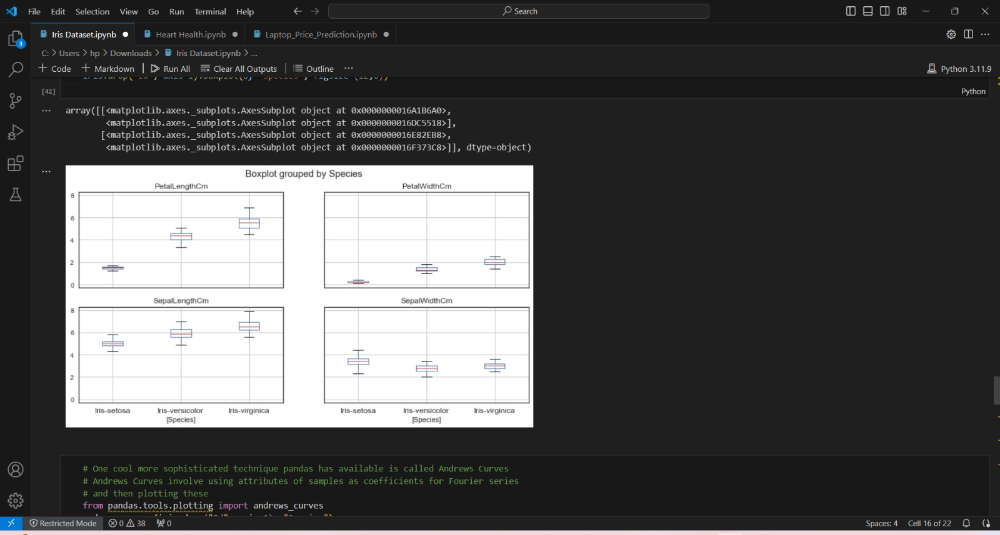 File Edit Selection View Go Run Terminal Help
Search
Iris Dataset.ipynb Heart Health.ipynb Laptop_Price_Prediction.ipynb
3
C: > Users > hp > Downloads > Iris Dataset.ipynb > ...
+ Code + Markdown | Run All Clear All Outputs | Outline ...
Python 3.11.9
[42]
Python
array([[<matplotlib.axes._subplots.AxesSubplot object at 0x0000000016A1B6A0>,
<matplotlib.axes._subplots.AxesSubplot object at 0x0000000016DC5518>],
[<matplotlib.axes._subplots.AxesSubplot object at 0x0000000016E82EB8>,
<matplotlib.axes._subplots.AxesSubplot object at 0x0000000016F373C8>]], dtype=object)
Boxplot grouped by Species
PetalLengthCm PetalWidthCm
8
6
4
2
0
SepalLengthCm SepalWidthCm
8
6
4
2
0
Iris-setosa Iris-versicolor Iris-virginica Iris-setosa Iris-versicolor Iris-virginica
[Species] [Species]
# One cool more sophisticated technique pandas has available is called Andrews Curves
# Andrews Curves involve using attributes of samples as coefficients for Fourier series
# and then plotting these
from pandas.tools.plotting import andrews_curves
Restricted Mode 0 38 0
Spaces: 4 Cell 16 of 22